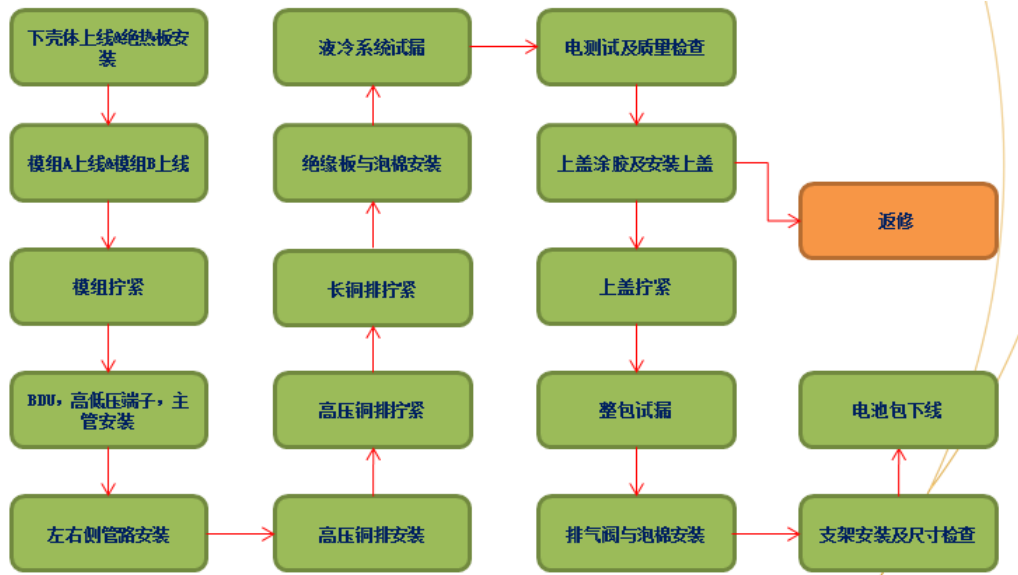 下壳体上线&绝热板安
装
模组A上线&模组B上线
模组拧紧
BDU，高低压端子，主
管安装
左右侧管路安装
高压铜排安装
高压铜排拧紧
长铜排拧紧
绝缘板与泡棉安装
液冷系统试漏
电测试及质量检查
上盖涂胶及安装上盖
返修
上盖拧紧
整包试漏
排气阀与泡棉安装
支架安装及尺寸检查
电池包下线